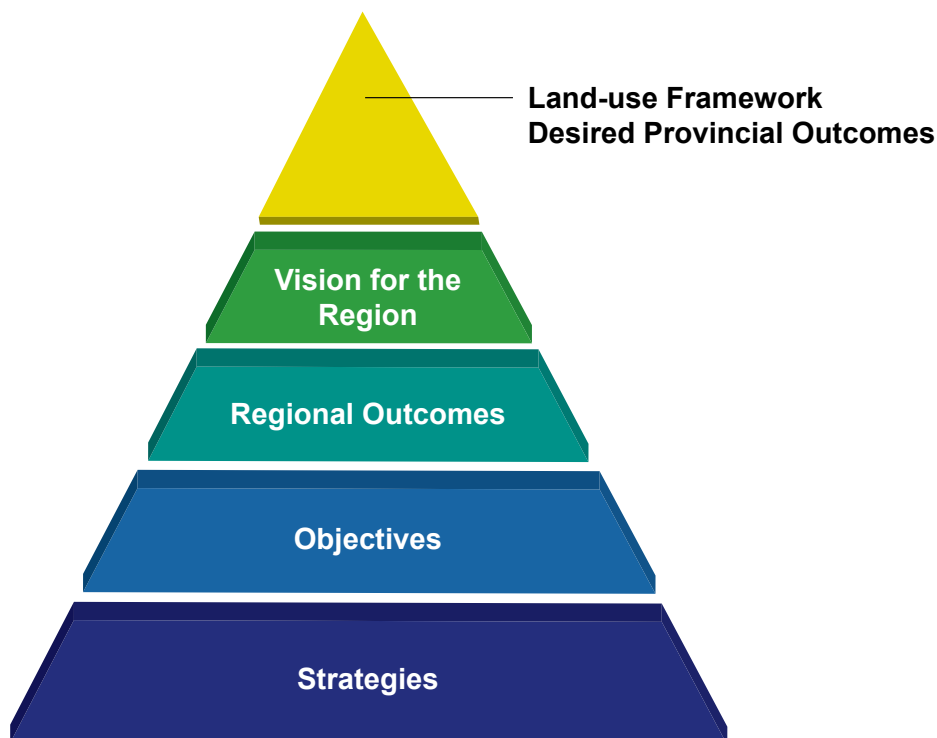 Land-use Framework
Desired Provincial Outcomes
Vision for the
Region
Regional Outcomes
Objectives
Strategies